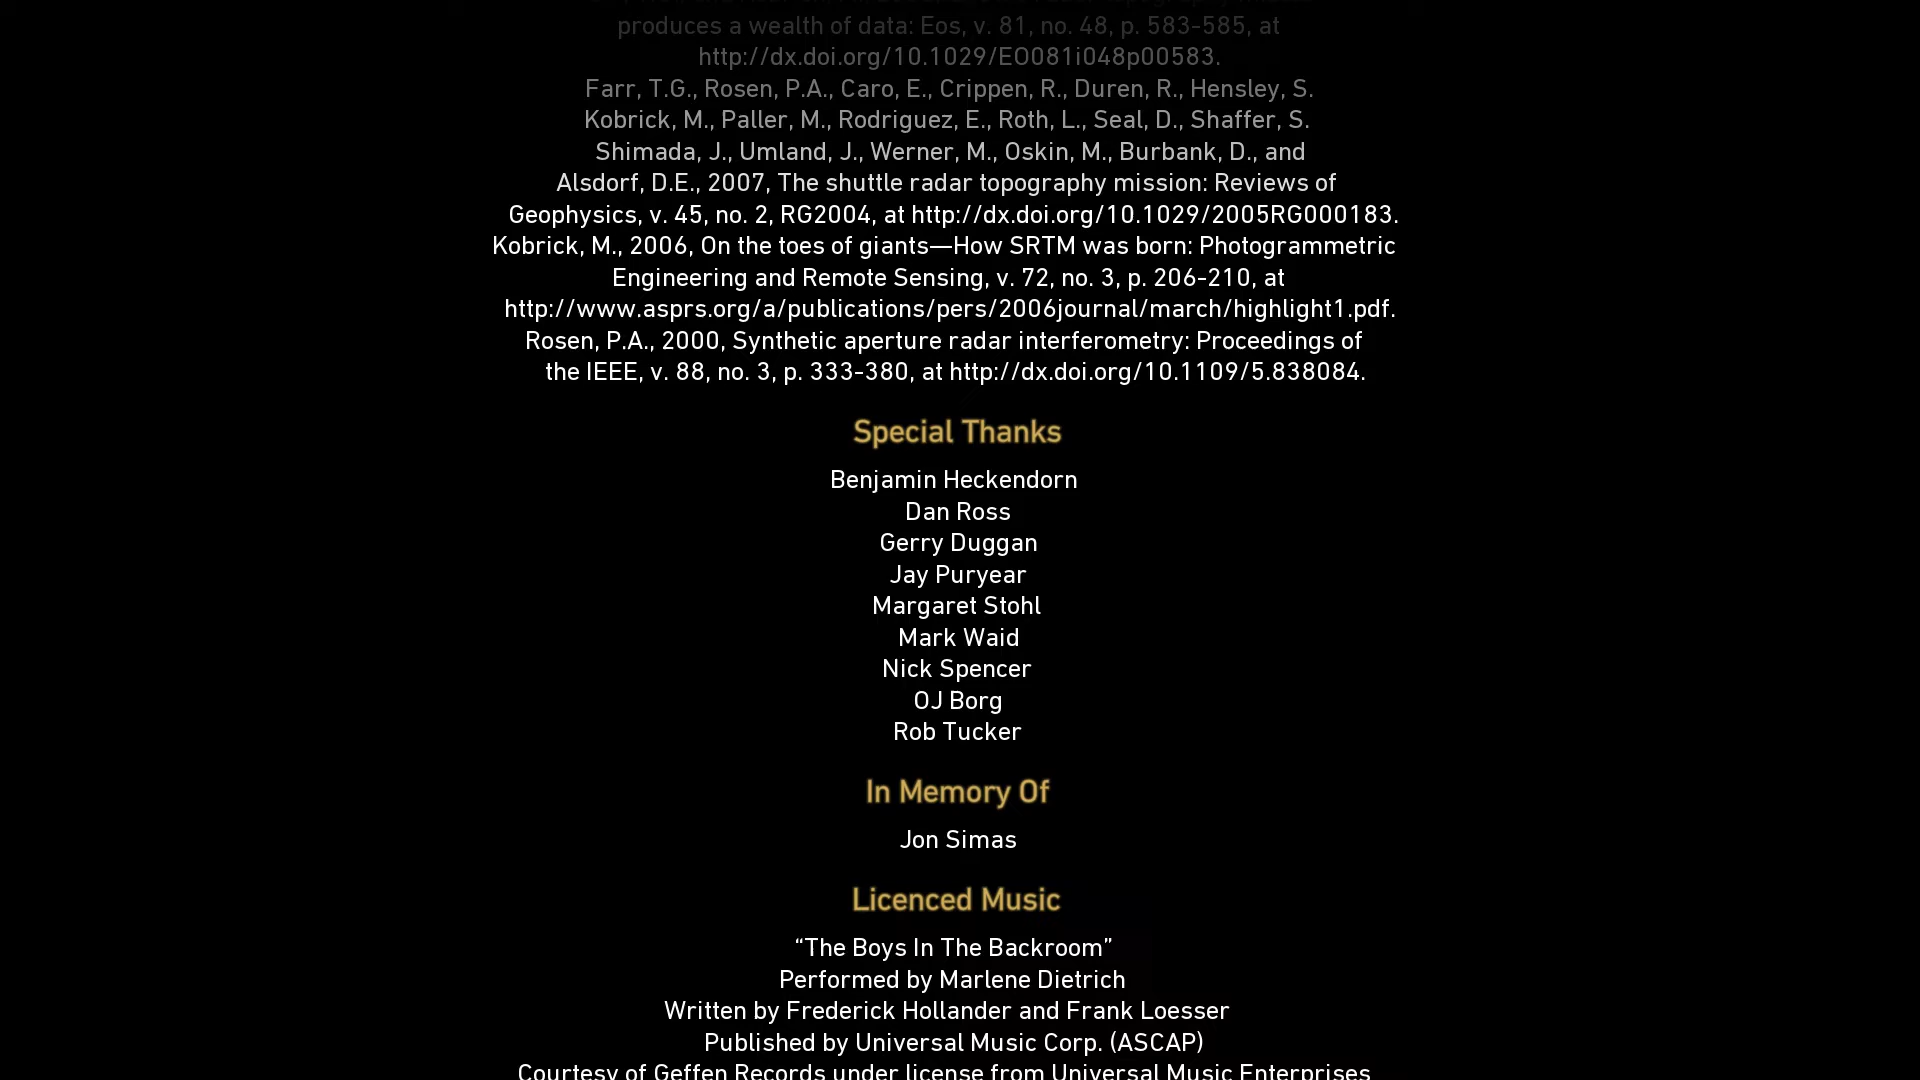 produces a wealth of data: Eos, v. 81, no. 48, p. 583-585, at
http://dx.doi.org/10.1029/EO081i048p00583.
Farr, T.G., Rosen, P.A., Caro, E., Crippen, R., Duren, R., Hensley, S.
Kobrick, M., Paller, M., Rodriguez, E., Roth, L., Seal, D., Shaffer, S.
Shimada, J., Umland, J., Werner, M., Oskin, M., Burbank, D., and
Alsdorf, D.E., 2007, The shuttle radar topography mission: Reviews of
Geophysics, v. 45, no. 2, RG2004, at http://dx.doi.org/10.1029/2005RG000183.
Kobrick, M., 2006, On the toes of giants—How SRTM was born: Photogrammetric
Engineering and Remote Sensing, v. 72, no. 3, p. 206-210, at
http://www.asprs.org/a/publications/pers/2006journal/march/highlight1.pdf.
Rosen, P.A., 2000, Synthetic aperture radar interferometry: Proceedings of
the IEEE, v. 88, no. 3, p. 333-380, at http://dx.doi.org/10.1109/5.838084.
Special Thanks
Benjamin Heckendorn
Dan Ross
Gerry Duggan
Jay Puryear
Margaret Stohl
Mark Waid
Nick Spencer
OJ Borg
Rob Tucker
In Memory Of
Jon Simas
Licenced Music
“The Boys In The Backroom”
Performed by Marlene Dietrich
Written by Frederick Hollander and Frank Loesser
Published by Universal Music Corp. (ASCAP)
Courtesy of Geffen Records under license from Universal Music Enterprises